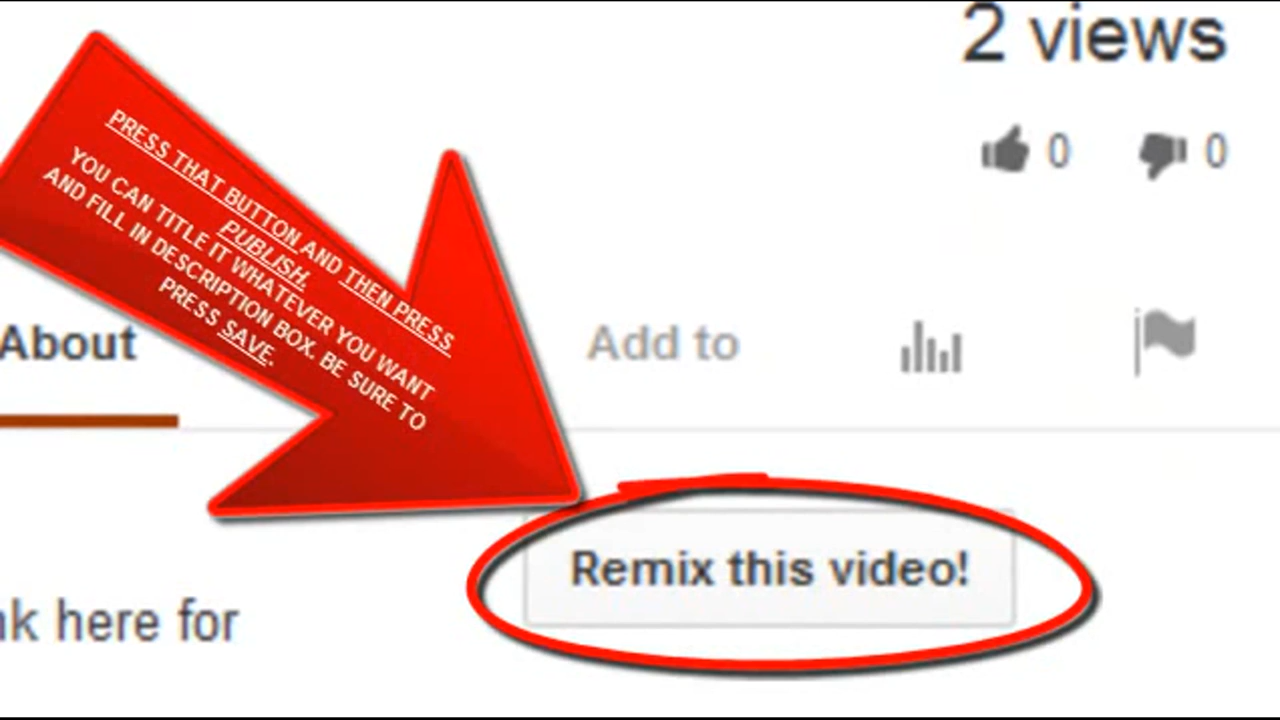 2 views
0 0
PRESS THAT BUTTON AND THEN PRESS
PUBLISH.
YOU CAN TITLE IT WHATEVER YOU WANT
AND FILL IN DESCRIPTION BOX. BE SURE TO
PRESS SAVE.
About Add to
Remix this video!
here for